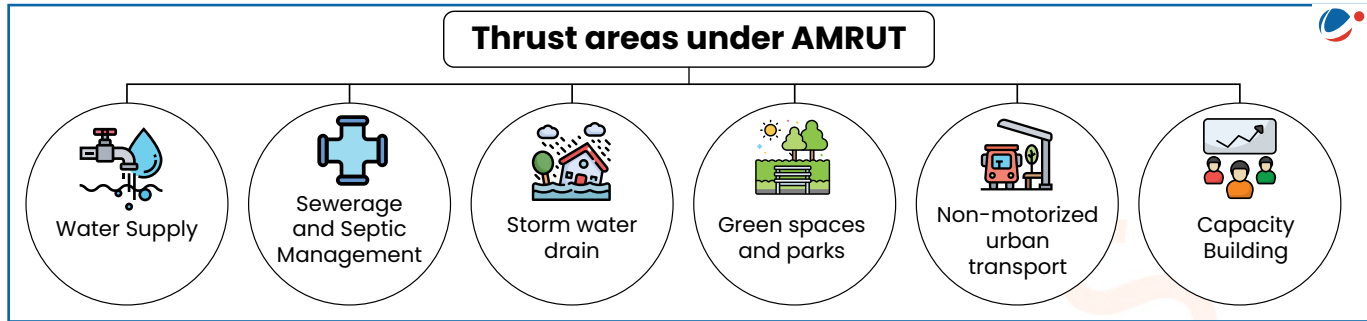 Thrust areas under AMRUT
Water Supply
Sewerage
and Septic
Management
Storm water
drain
Green spaces
and parks
Non-motorized
urban
transport
Capacity
Building